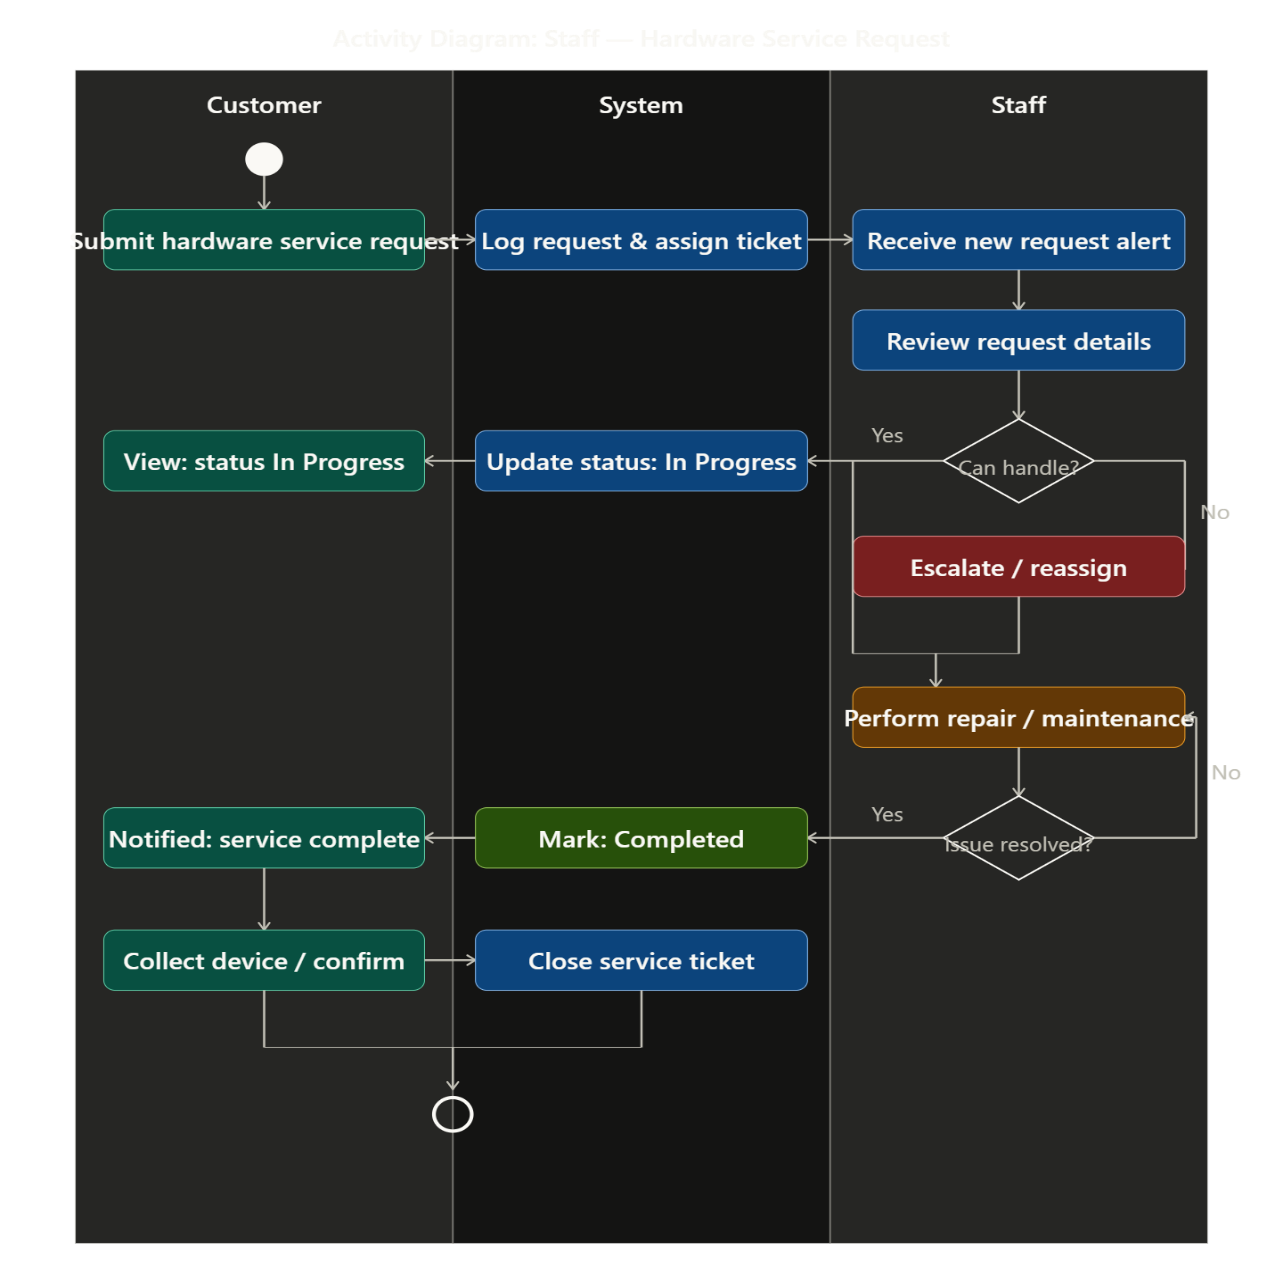 Activity Diagram: Staff — Hardware Service Request
Customer
System
Staff
Submit hardware service request
Log request & assign ticket
Receive new request alert
Review request details
Yes
View: status In Progress
Update status: In Progress
Can handle?
No
Escalate / reassign
Perform repair / maintenance
No
Yes
Notified: service complete
Mark: Completed
Issue resolved?
Collect device / confirm
Close service ticket